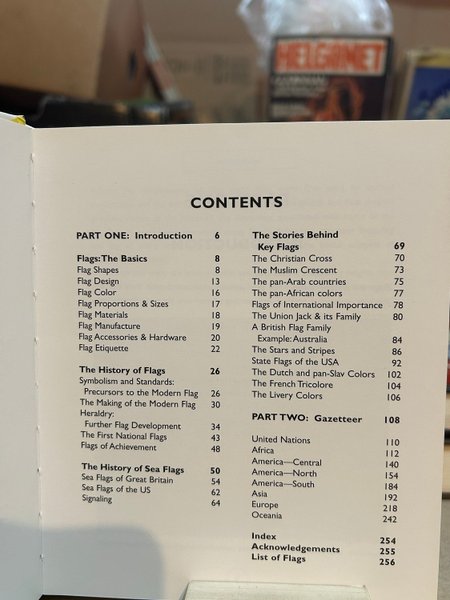 HELGANET
CONTENTS
PART ONE: Introduction 6
Flags: The Basics 8
Flag Shapes 8
Flag Design 13
Flag Color 16
Flag Proportions & Sizes 17
Flag Materials 18
Flag Manufacture 19
Flag Accessories & Hardware 20
Flag Etiquette 22
The History of Flags 26
Symbolism and Standards:
Precursors to the Modern Flag 26
The Making of the Modern Flag 30
Heraldry:
Further Flag Development 34
The First National Flags 43
Flags of Achievement 48
The History of Sea Flags 50
Sea Flags of Great Britain 54
Sea Flags of the US 62
Signaling 64
The Stories Behind
Key Flags 69
The Christian Cross 70
The Muslim Crescent 73
The pan-Arab countries 75
The pan-African colors 77
Flags of International Importance 78
The Union Jack & its Family 80
A British Flag Family
Example: Australia 84
The Stars and Stripes 86
State Flags of the USA 92
The Dutch and pan-Slav Colors 102
The French Tricolore 104
The Livery Colors 106
PART TWO: Gazetteer 108
United Nations 110
Africa 112
America—Central 140
America—North 154
America—South 184
Asia 192
Europe 218
Oceania 242
Index 254
Acknowledgements 255
List of Flags 256